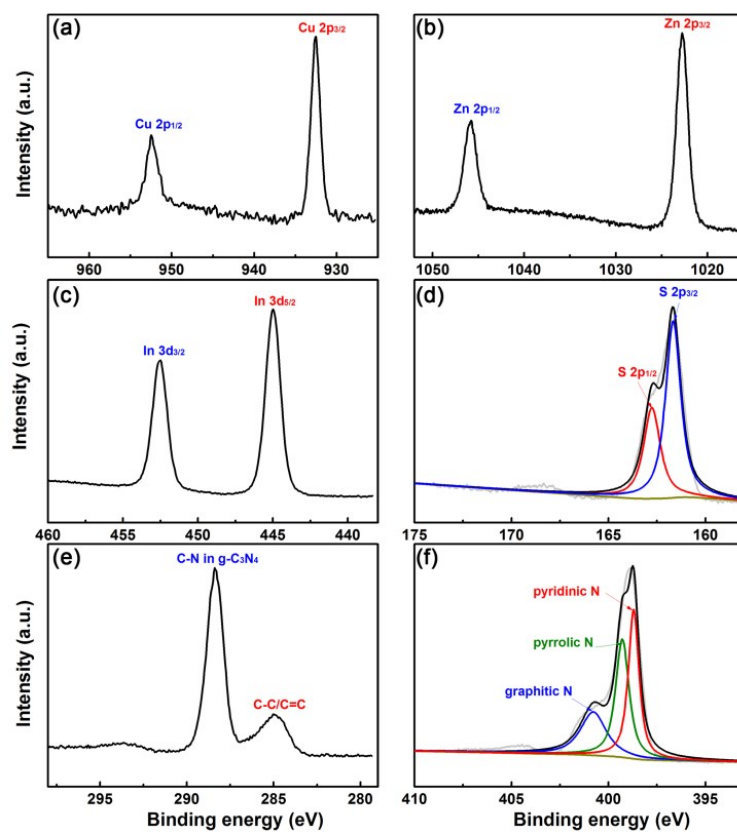 (a)
Cu 2p3/2
Cu 2p1/2
Intensity (a.u.)
960 950 940 930
(b)
Zn 2p3/2
Zn 2p1/2
1050 1040 1030 1020
(c)
In 3d5/2
In 3d3/2
Intensity (a.u.)
460 455 450 445 440
(d)
S 2p3/2
S 2p1/2
175 170 165 160
(e)
C-N in g-C3N4
C-C/C=C
Intensity (a.u.)
295 290 285 280
Binding energy (eV)
(f)
pyridinic N
pyrrolic N
graphitic N
410 405 400 395
Binding energy (eV)